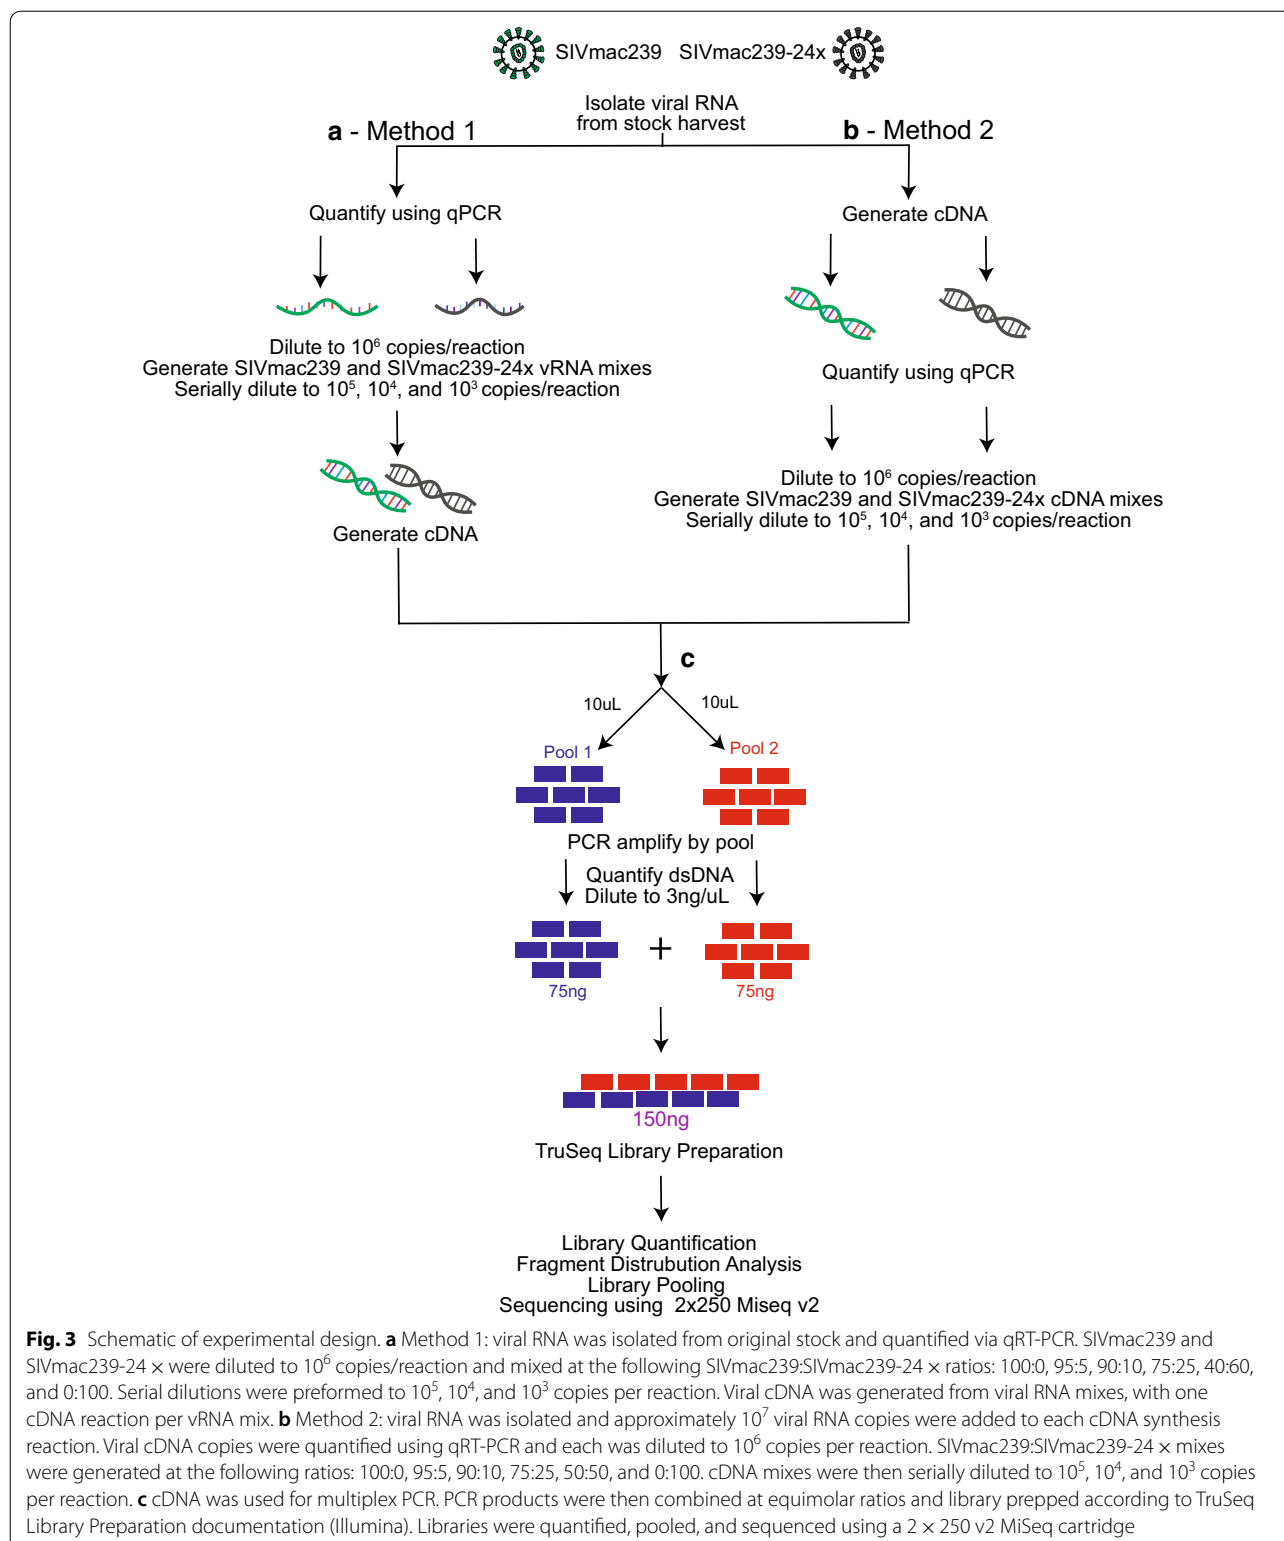 SIVmac239 SIVmac239-24x
Isolate viral RNA
from stock harvest
a - Method 1
b - Method 2
Quantify using qPCR
Dilute to 10⁶ copies/reaction
Generate SIVmac239 and SIVmac239-24x vRNA mixes
Serially dilute to 10⁵, 10⁴, and 10³ copies/reaction
Generate cDNA
Generate cDNA
Quantify using qPCR
Dilute to 10⁶ copies/reaction
Generate SIVmac239 and SIVmac239-24x cDNA mixes
Serially dilute to 10⁵, 10⁴, and 10³ copies/reaction
c
10uL 10uL
Pool 1 Pool 2
PCR amplify by pool
Quantify dsDNA
Dilute to 3ng/uL
+
75ng 75ng
150ng
TruSeq Library Preparation
Library Quantification
Fragment Distrubution Analysis
Library Pooling
Sequencing using 2x250 Miseq v2
Fig. 3 Schematic of experimental design. a Method 1: viral RNA was isolated from original stock and quantified via qRT-PCR. SIVmac239 and
SIVmac239-24 × were diluted to 10⁶ copies/reaction and mixed at the following SIVmac239:SIVmac239-24 × ratios: 100:0, 95:5, 90:10, 75:25, 40:60,
and 0:100. Serial dilutions were preformed to 10⁵, 10⁴, and 10³ copies per reaction. Viral cDNA was generated from viral RNA mixes, with one
cDNA reaction per vRNA mix. b Method 2: viral RNA was isolated and approximately 10⁷ viral RNA copies were added to each cDNA synthesis
reaction. Viral cDNA copies were quantified using qRT-PCR and each was diluted to 10⁶ copies per reaction. SIVmac239:SIVmac239-24 × mixes
were generated at the following ratios: 100:0, 95:5, 90:10, 75:25, 50:50, and 0:100. cDNA mixes were then serially diluted to 10⁵, 10⁴, and 10³ copies
per reaction. c cDNA was used for multiplex PCR. PCR products were then combined at equimolar ratios and library prepped according to TruSeq
Library Preparation documentation (Illumina). Libraries were quantified, pooled, and sequenced using a 2 × 250 v2 MiSeq cartridge